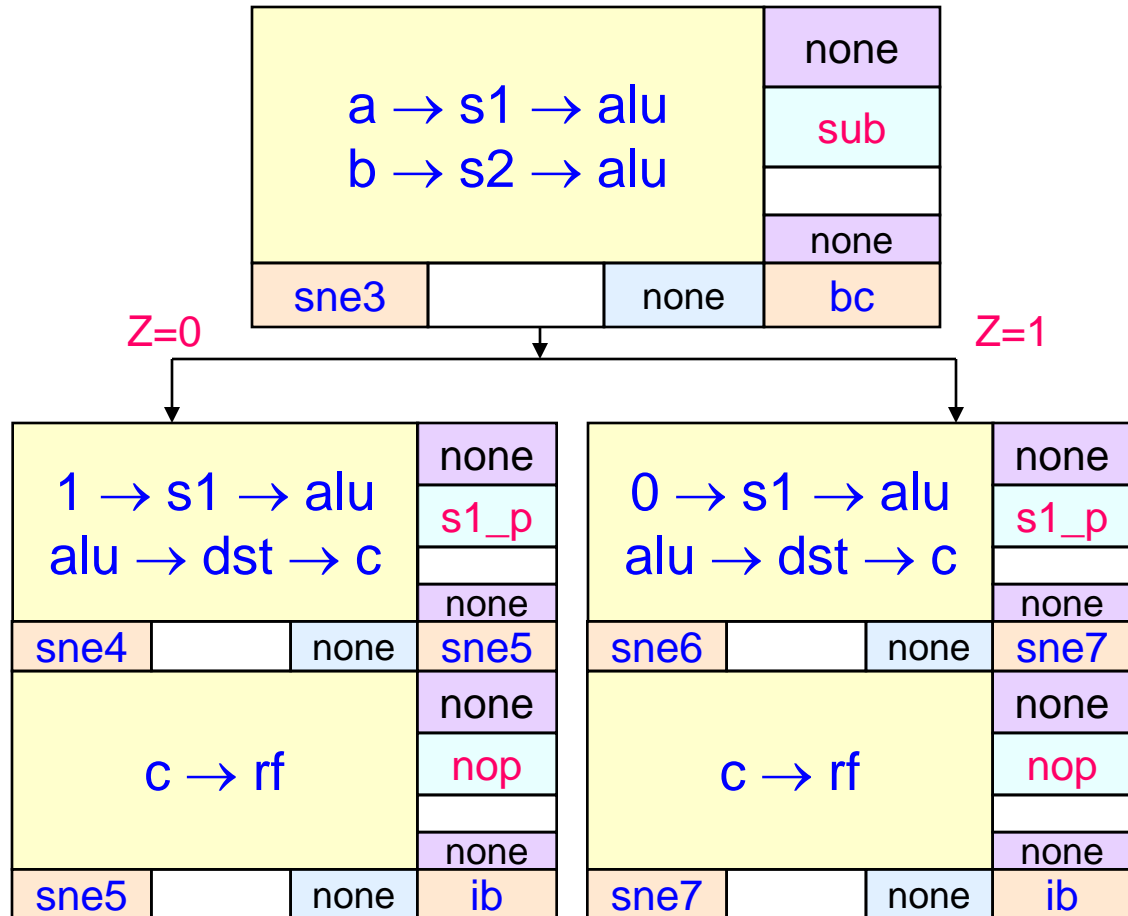 none
a → s1 → alu
b → s2 → alu
sub
none
sne3 none bc
Z=0 Z=1
none
1 → s1 → alu
alu → dst → c
s1_p
none
sne4 none sne5
none
c → rf
nop
none
sne5 none ib
none
0 → s1 → alu
alu → dst → c
s1_p
none
sne6 none sne7
none
c → rf
nop
none
sne7 none ib